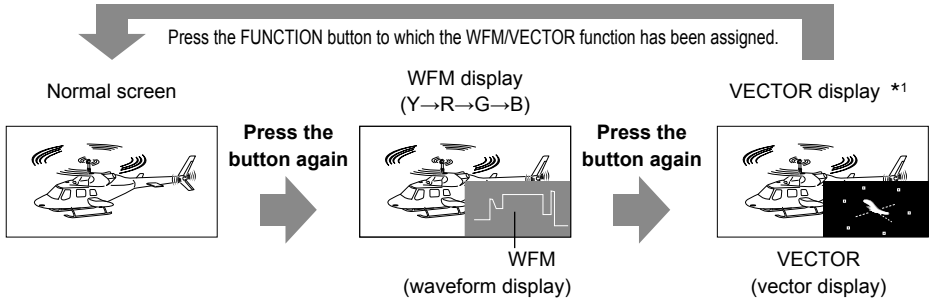 Press the FUNCTION button to which the WFM/VECTOR function has been assigned.
Normal screen
WFM display
(Y→R→G→B)
VECTOR display *1
Press the
button again
Press the
button again
WFM
(waveform display)
VECTOR
(vector display)